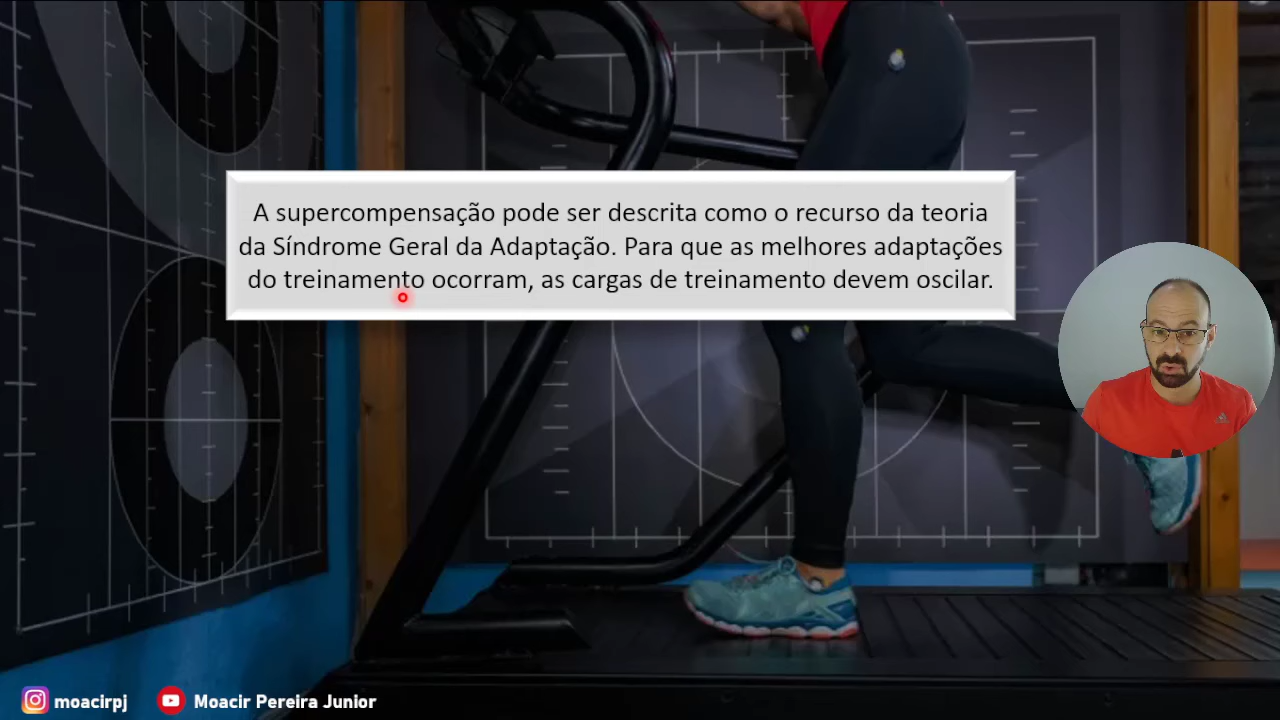 A supercompensação pode ser descrita como o recurso da teoria
da Síndrome Geral da Adaptação. Para que as melhores adaptações
do treinamento ocorram, as cargas de treinamento devem oscilar.
moacirpj
Moacir Pereira Junior